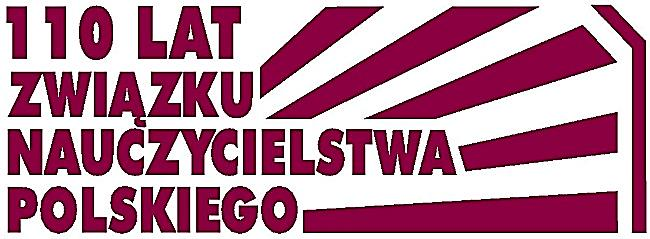 110 LAT
ZWIĄZKU
NAUCZYCIELSTWA
POLSKIEGO